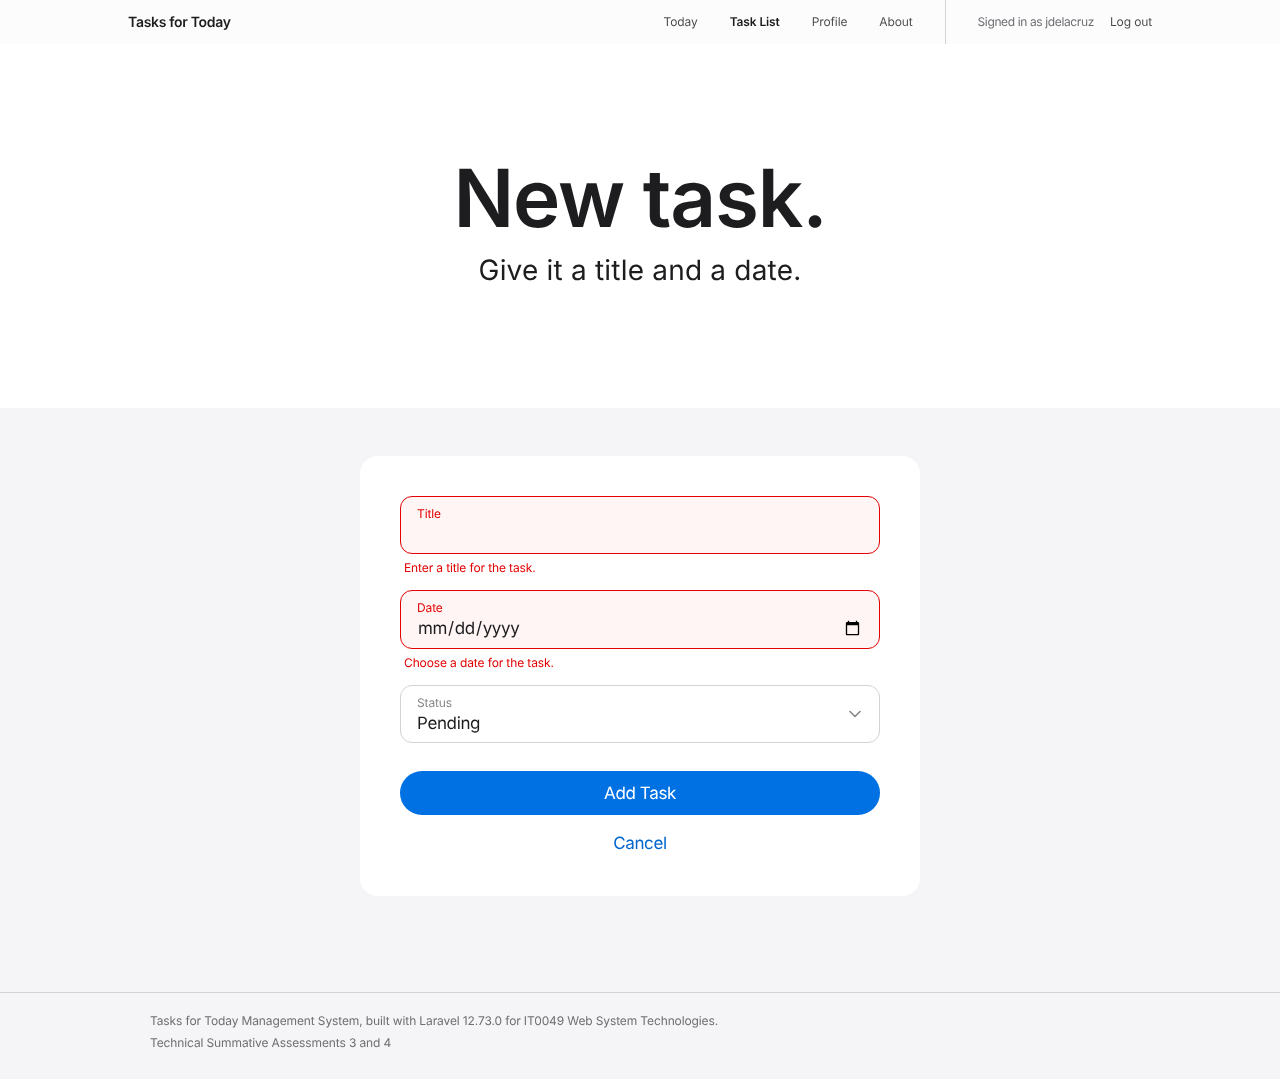 Tasks for Today
Today Task List Profile About Signed in as jdelacruz Log out
New task.
Give it a title and a date.
Title
Enter a title for the task.
Date
mm/dd/yyyy
Choose a date for the task.
Status
Pending
Add Task
Cancel
Tasks for Today Management System, built with Laravel 12.73.0 for IT0049 Web System Technologies.
Technical Summative Assessments 3 and 4